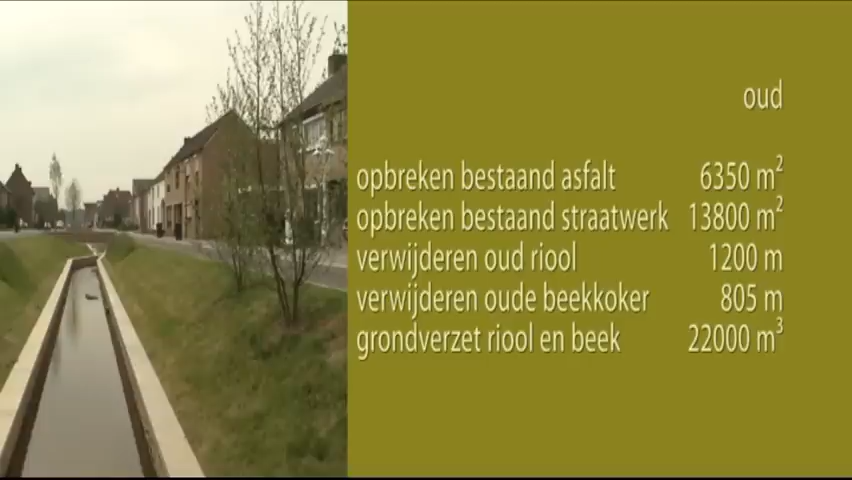 oud
opbreken bestaand asfalt 6350 m²
opbreken bestaand straatwerk 13800 m²
verwijderen oud riool 1200 m
verwijderen oude beekkoker 805 m
grondverzet riool en beek 22000 m³